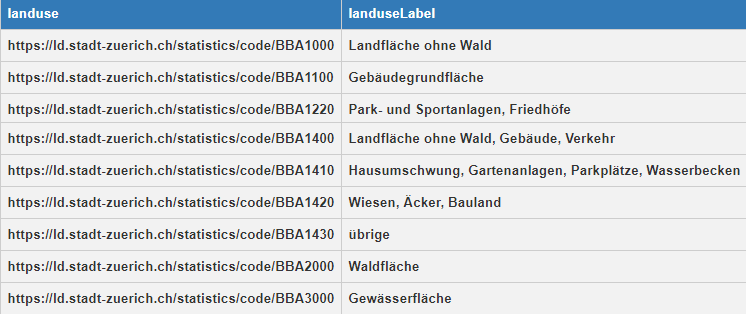 landuse landuseLabel
https://ld.stadt-zuerich.ch/statistics/code/BBA1000 Landfläche ohne Wald
https://ld.stadt-zuerich.ch/statistics/code/BBA1100 Gebäudegrundfläche
https://ld.stadt-zuerich.ch/statistics/code/BBA1220 Park- und Sportanlagen, Friedhöfe
https://ld.stadt-zuerich.ch/statistics/code/BBA1400 Landfläche ohne Wald, Gebäude, Verkehr
https://ld.stadt-zuerich.ch/statistics/code/BBA1410 Hausumschwung, Gartenanlagen, Parkplätze, Wasserbecken
https://ld.stadt-zuerich.ch/statistics/code/BBA1420 Wiesen, Äcker, Bauland
https://ld.stadt-zuerich.ch/statistics/code/BBA1430 übrige
https://ld.stadt-zuerich.ch/statistics/code/BBA2000 Waldfläche
https://ld.stadt-zuerich.ch/statistics/code/BBA3000 Gewässerfläche